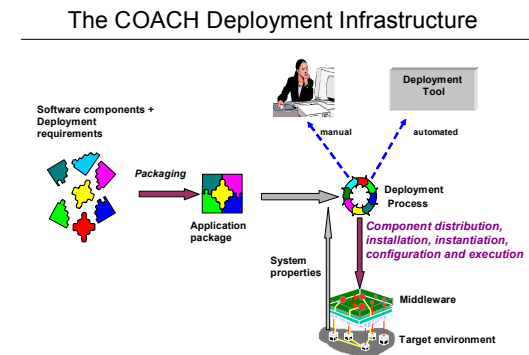 The COACH Deployment Infrastructure
Deployment
Tool
Software components +
Deployment
requirements
manual
automated
Packaging
Deployment
Process
Application
package
Component distribution,
installation, instantiation,
configuration and execution
System
properties
Middleware
Target environment